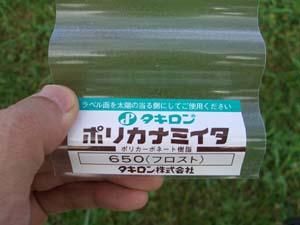 ラベル面を太陽の当る側にしてご使用ください
タキロン
ポリカナミイタ
ポリカーボネート樹脂
650(フロスト)
タキロン株式会社